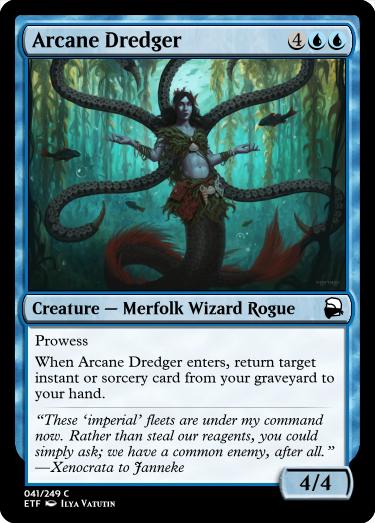 Arcane Dredger 4
Creature — Merfolk Wizard Rogue
Prowess
When Arcane Dredger enters, return target
instant or sorcery card from your graveyard to
your hand.
“These ‘imperial’ fleets are under my command
now. Rather than steal our reagents, you could
simply ask; we have a common enemy, after all.”
—Xenocrata to Janneke
4/4
041/249 C
ETF Ilya Vatutin